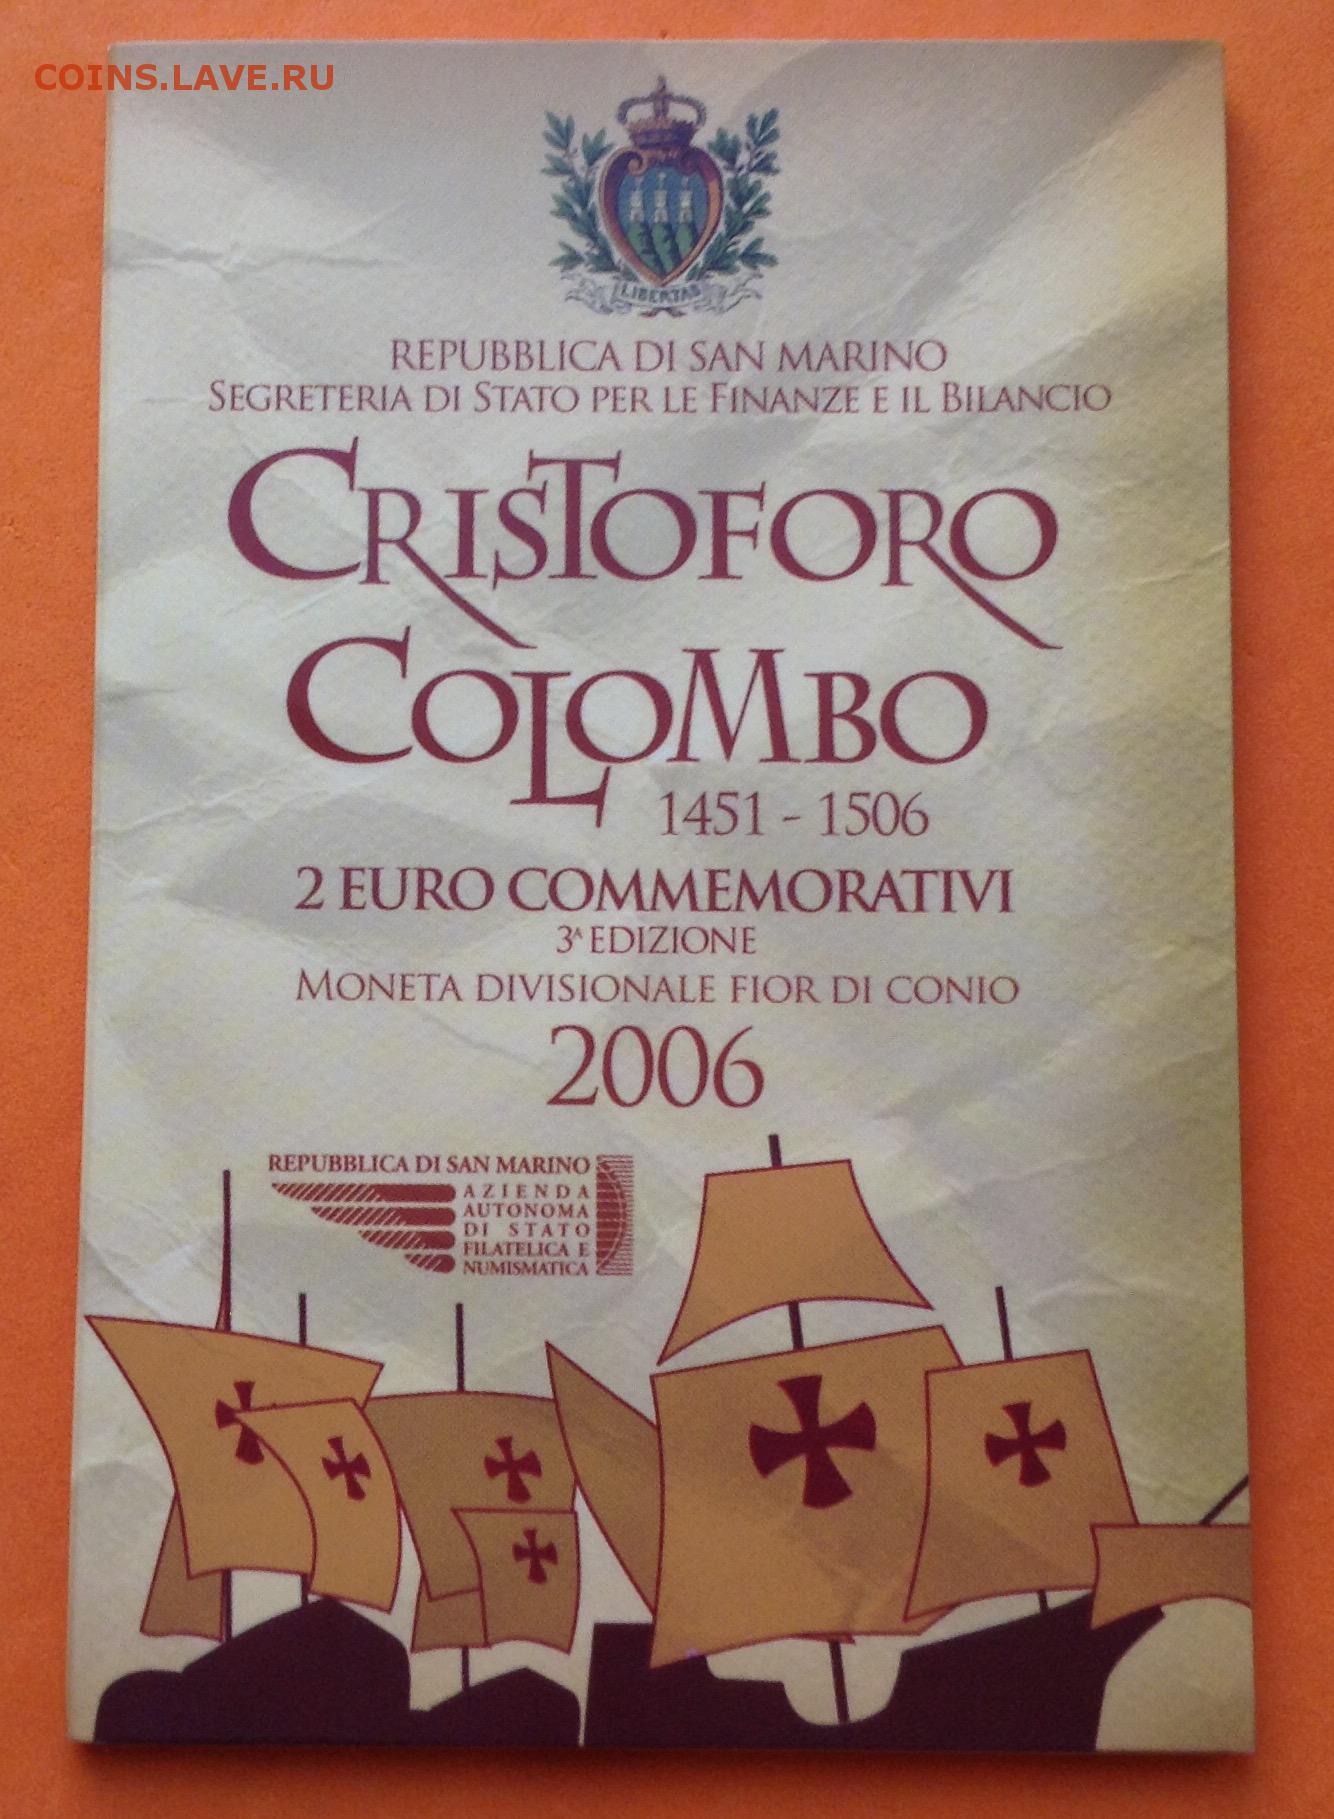 COINS.LAVE.RU
LIBERTAS
REPUBBLICA DI SAN MARINO
SEGRETERIA DI STATO PER LE FINANZE E IL BILANCIO
CRISTOFORO
COLOMBO
1451 - 1506
2 EURO COMMEMORATIVI
3ᴬ EDIZIONE
MONETA DIVISIONALE FIOR DI CONIO
2006
REPUBBLICA DI SAN MARINO
AZIENDA
AUTONOMA
DI STATO
FILATELICA E
NUMISMATICA